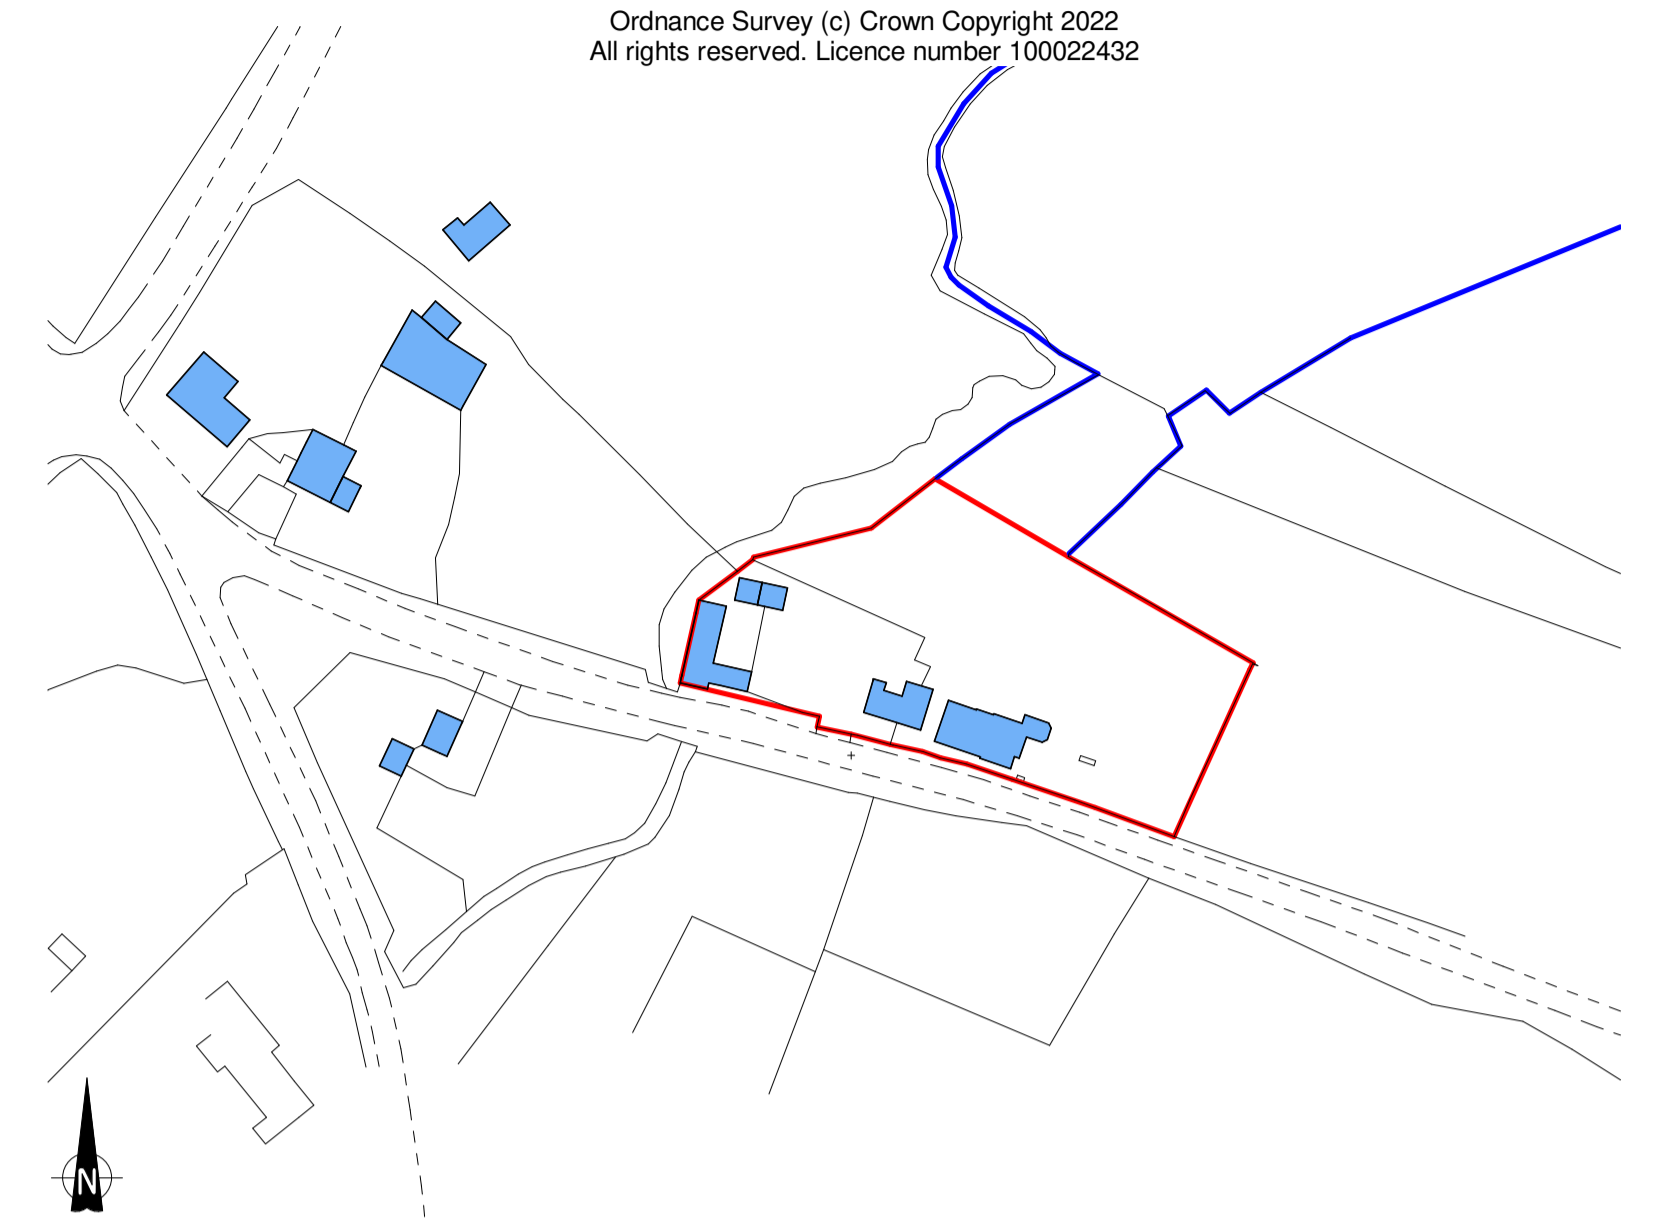 Ordnance Survey (c) Crown Copyright 2022
All rights reserved. Licence number 100022432
N